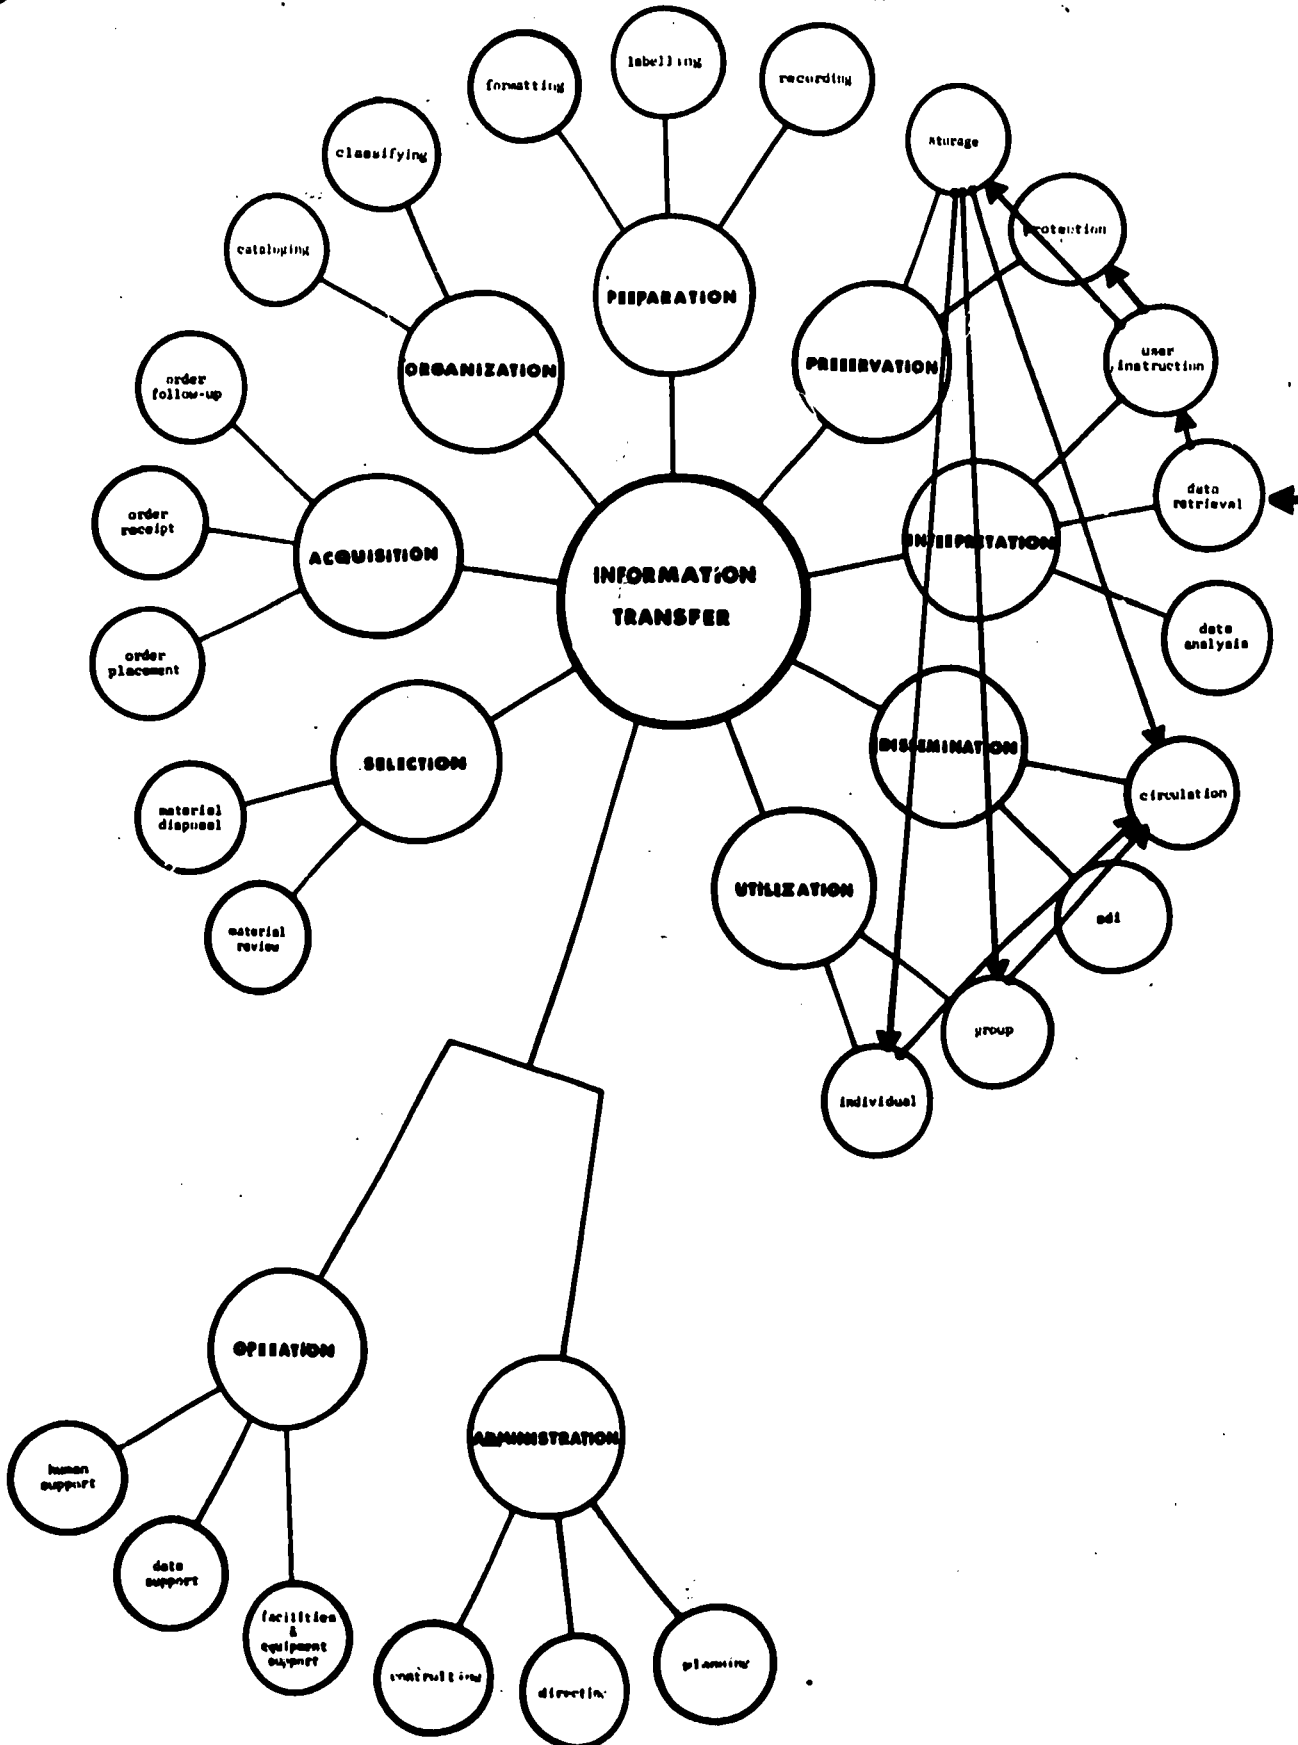 labelling
formatting
recording
storage
classifying
protection
cataloging
PREPARATION
user
instruction
PRESERVATION
ORGANIZATION
order
follow-up
data
retrieval
order
receipt
INTERPRETATION
ACQUISITION
INFORMATION
TRANSFER
data
analysis
order
placement
DISSEMINATION
SELECTION
circulation
material
disposal
UTILIZATION
sdi
material
review
group
individual
OPERATION
ADMINISTRATION
human
support
data
support
facilities
&
equipment
support
controlling
directing
planning